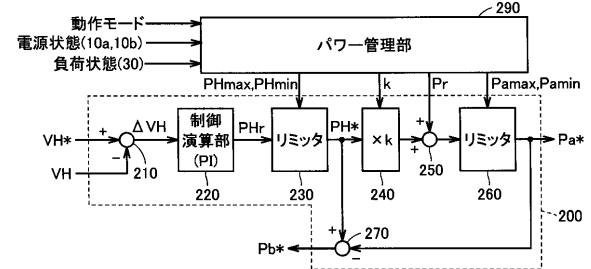 290
動作モード
電源状態(10a,10b)
負荷状態(30)
パワー管理部
PHmax,PHmin
k
Pr
Pamax,Pamin
VH*
+
−
VH
210
ΔVH
制御
演算部
(PI)
220
PHr
リミッタ
230
PH*
×k
240
+
+
250
リミッタ
260
Pa*
200
+
−
270
Pb*